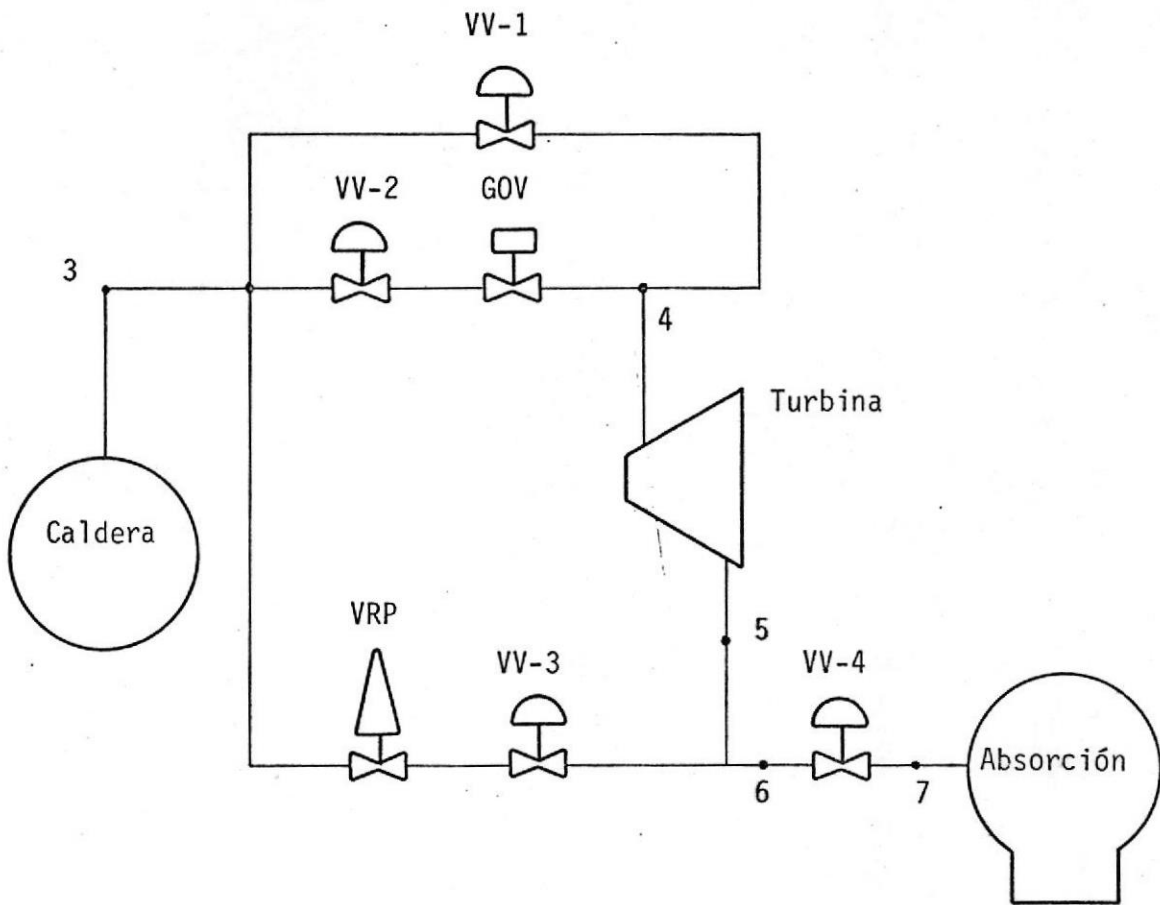 VV-1
VV-2 GOV
3
4
Turbina
Caldera
VRP
VV-3
5
VV-4
Absorción
6
7